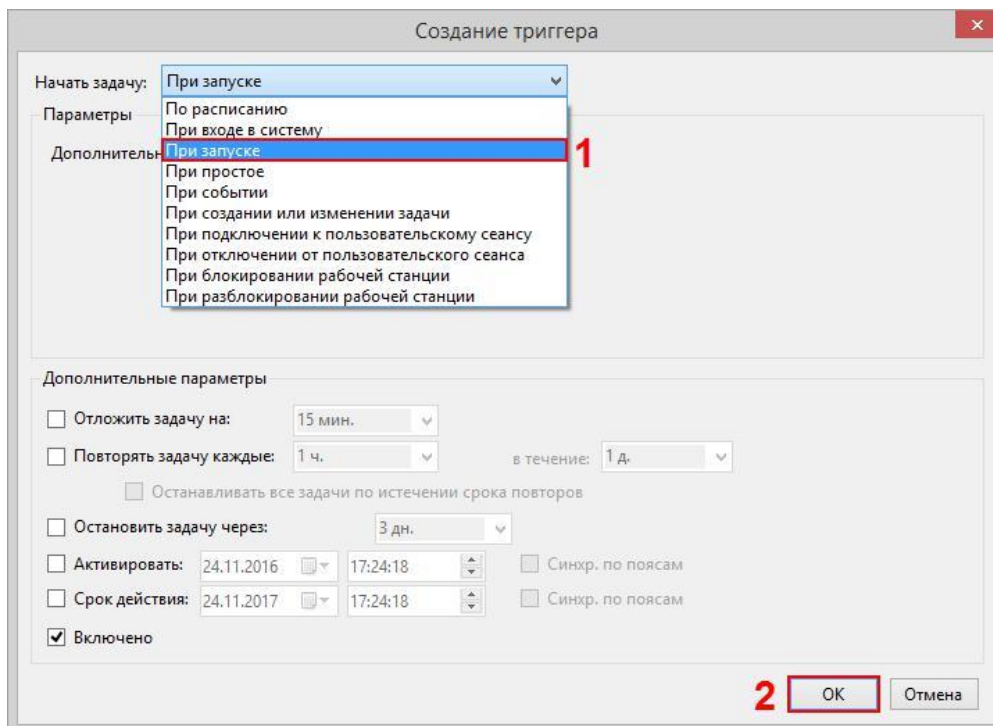 Создание триггера
Начать задачу: При запуске
Параметры
По расписанию
При входе в систему
Дополнительн При запуске 1
При простое
При событии
При создании или изменении задачи
При подключении к пользовательскому сеансу
При отключении от пользовательского сеанса
При блокировании рабочей станции
При разблокировании рабочей станции
Дополнительные параметры
Отложить задачу на: 15 мин.
Повторять задачу каждые: 1 ч. в течение: 1 д.
Останавливать все задачи по истечении срока повторов
Остановить задачу через: 3 дн.
Активировать: 24.11.2016 17:24:18 Синхр. по поясам
Срок действия: 24.11.2017 17:24:18 Синхр. по поясам
Включено
2 ОК Отмена